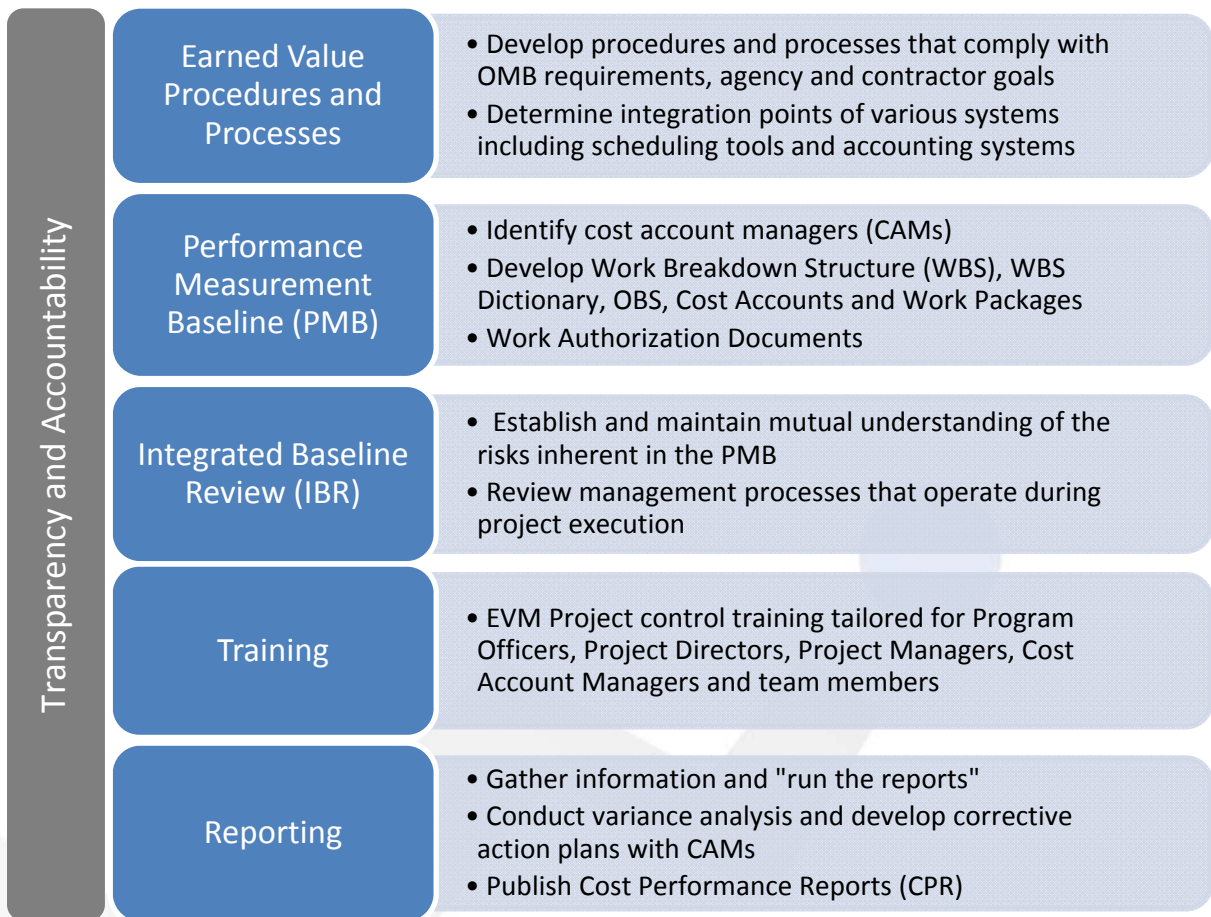 Transparency and Accountability
Earned Value
Procedures and
Processes
• Develop procedures and processes that comply with
OMB requirements, agency and contractor goals
• Determine integration points of various systems
including scheduling tools and accounting systems
Performance
Measurement
Baseline (PMB)
• Identify cost account managers (CAMs)
• Develop Work Breakdown Structure (WBS), WBS
Dictionary, OBS, Cost Accounts and Work Packages
• Work Authorization Documents
Integrated Baseline
Review (IBR)
• Establish and maintain mutual understanding of the
risks inherent in the PMB
• Review management processes that operate during
project execution
Training
• EVM Project control training tailored for Program
Officers, Project Directors, Project Managers, Cost
Account Managers and team members
Reporting
• Gather information and "run the reports"
• Conduct variance analysis and develop corrective
action plans with CAMs
• Publish Cost Performance Reports (CPR)